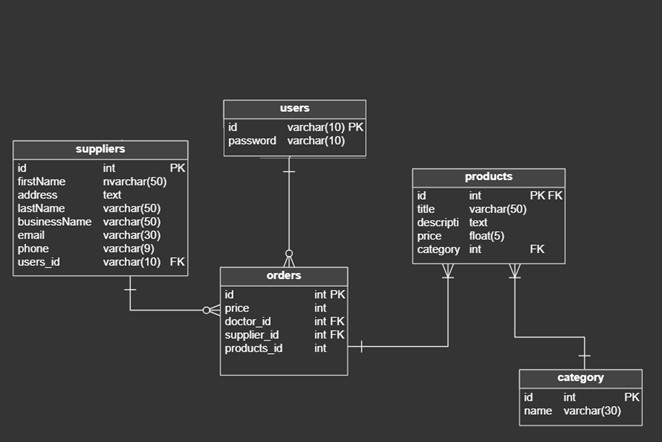 users
id varchar(10) PK
password varchar(10)
suppliers
id int PK
firstName nvarchar(50)
address text
lastName varchar(50)
businessName varchar(50)
email varchar(30)
phone varchar(9)
users_id varchar(10) FK
products
id int PK FK
title varchar(50)
descripti text
price float(5)
category int FK
orders
id int PK
price int
doctor_id int FK
supplier_id int FK
products_id int
category
id int PK
name varchar(30)